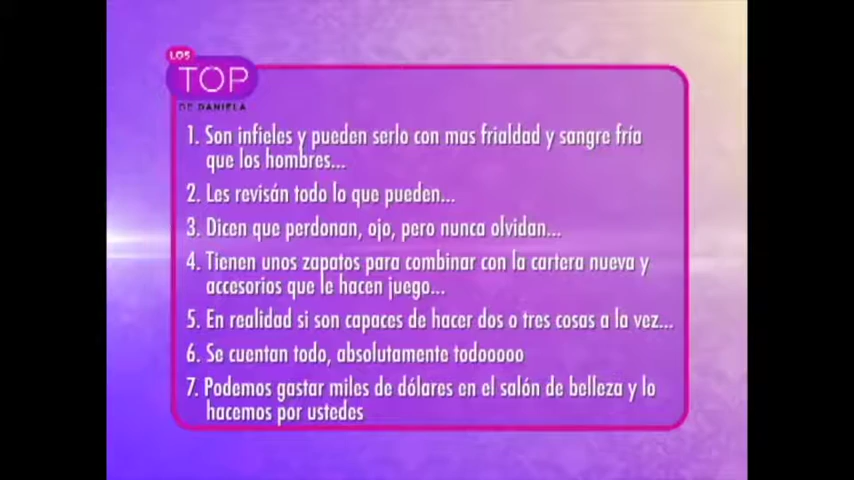 LOS
TOP
DE DANIELA
1. Son infieles y pueden serlo con mas frialdad y sangre fría
que los hombres...
2. Les revisán todo lo que pueden...
3. Dicen que perdonan, ojo, pero nunca olvidan...
4. Tienen unos zapatos para combinar con la cartera nueva y
accesorios que le hacen juego...
5. En realidad si son capaces de hacer dos o tres cosas a la vez...
6. Se cuentan todo, absolutamente todooooo
7. Podemos gastar miles de dólares en el salón de belleza y lo
hacemos por ustedes